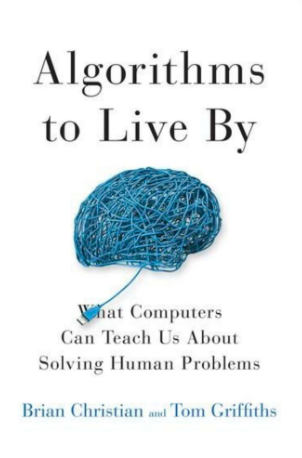 Algorithms
to Live By
What Computers
Can Teach Us About
Solving Human Problems
Brian Christian and Tom Griffiths